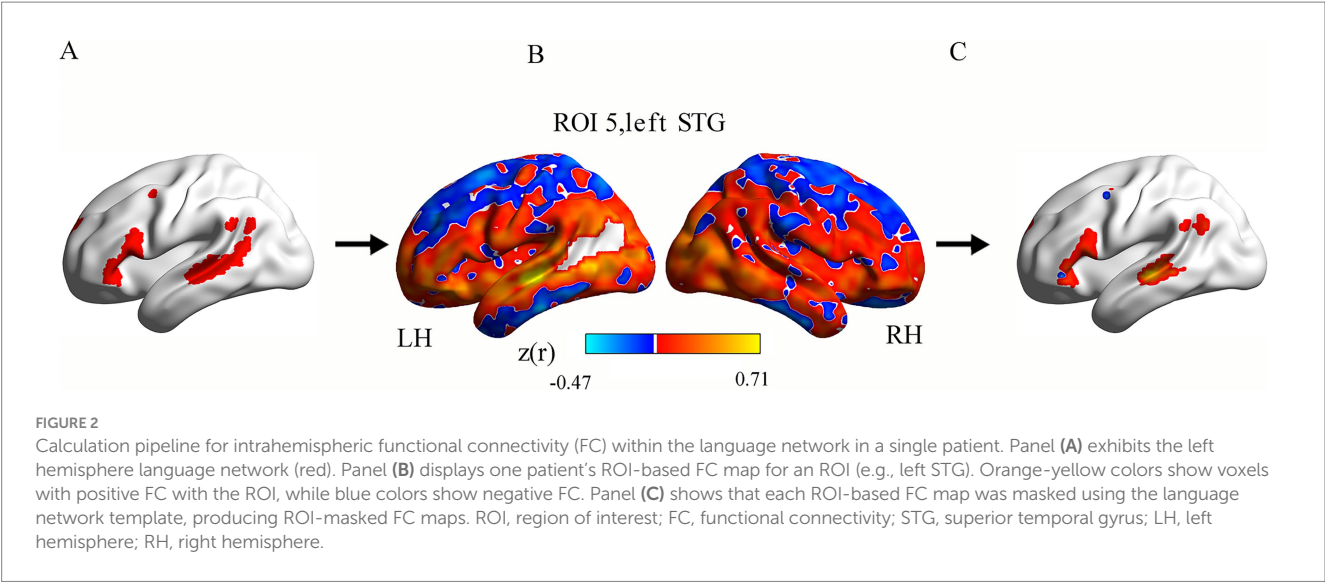 A
B
C
ROI 5,left STG
LH
RH
z(r)
-0.47
0.71
FIGURE 2
Calculation pipeline for intrahemispheric functional connectivity (FC) within the language network in a single patient. Panel (A) exhibits the left
hemisphere language network (red). Panel (B) displays one patient's ROI-based FC map for an ROI (e.g., left STG). Orange-yellow colors show voxels
with positive FC with the ROI, while blue colors show negative FC. Panel (C) shows that each ROI-based FC map was masked using the language
network template, producing ROI-masked FC maps. ROI, region of interest; FC, functional connectivity; STG, superior temporal gyrus; LH, left
hemisphere; RH, right hemisphere.